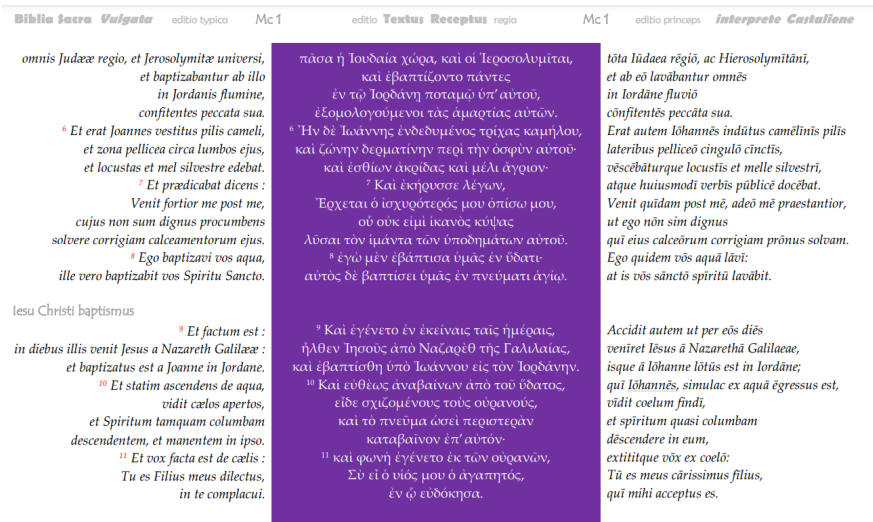 Biblia Sacra Vulgata editio typica Mc 1 editio Textus Receptus regia Mc 1 editio princeps interprete Castalione
omnis Judææ regio, et Jerosolymitæ universi,
et baptizabantur ab illo
in Jordanis flumine,
confitentes peccata sua.
6 Et erat Joannes vestitus pilis cameli,
et zona pellicea circa lumbos ejus,
et locustas et mel silvestre edebat.
7 Et prædicabat dicens :
Venit fortior me post me,
cujus non sum dignus procumbens
solvere corrigiam calceamentorum ejus.
8 Ego baptizavi vos aqua,
ille vero baptizabit vos Spiritu Sancto.
Iesu Christi baptismus
9 Et factum est :
in diebus illis venit Jesus a Nazareth Galilææ :
et baptizatus est a Joanne in Jordane.
10 Et statim ascendens de aqua,
vidit cælos apertos,
et Spiritum tamquam columbam
descendentem, et manentem in ipso.
11 Et vox facta est de cælis :
Tu es Filius meus dilectus,
in te complacui.
πᾶσα ἡ Ἰουδαία χώρα, καὶ οἱ Ἱεροσολυμῖται,
καὶ ἐβαπτίζοντο πάντες
ἐν τῷ Ἰορδάνῃ ποταμῷ ὑπ’ αὐτοῦ,
ἐξομολογούμενοι τὰς ἁμαρτίας αὐτῶν.
6 Ἦν δὲ Ἰωάννης ἐνδεδυμένος τρίχας καμήλου,
καὶ ζώνην δερματίνην περὶ τὴν ὀσφὺν αὐτοῦ·
καὶ ἐσθίων ἀκρίδας καὶ μέλι ἄγριον·
7 Καὶ ἐκήρυσσε λέγων,
Ἔρχεται ὁ ἰσχυρότερός μου ὀπίσω μου,
οὗ οὐκ εἰμὶ ἱκανὸς κύψας
λῦσαι τὸν ἱμάντα τῶν ὑποδημάτων αὐτοῦ.
8 ἐγὼ μὲν ἐβάπτισα ὑμᾶς ἐν ὕδατι·
αὐτὸς δὲ βαπτίσει ὑμᾶς ἐν πνεύματι ἁγίῳ.
9 Καὶ ἐγένετο ἐν ἐκείναις ταῖς ἡμέραις,
ἦλθεν Ἰησοῦς ἀπὸ Ναζαρὲθ τῆς Γαλιλαίας,
καὶ ἐβαπτίσθη ὑπὸ Ἰωάννου εἰς τὸν Ἰορδάνην.
10 Καὶ εὐθέως ἀναβαίνων ἀπὸ τοῦ ὕδατος,
εἶδε σχιζομένους τοὺς οὐρανούς,
καὶ τὸ πνεῦμα ὡσεὶ περιστερὰν
καταβαῖνον ἐπ’ αὐτόν·
11 καὶ φωνὴ ἐγένετο ἐκ τῶν οὐρανῶν,
Σὺ εἶ ὁ υἱός μου ὁ ἀγαπητός,
ἐν ᾧ εὐδόκησα.
tōta Iūdaea rēgiō, ac Hierosolymītānī,
et ab eō lavābantur omnēs
in Iordāne fluviō
cōnfitentēs peccāta sua.
Erat autem Iōhannēs indūtus camēlīnīs pilīs
lateribus pelliceō cingulō cīnctīs,
vēscēbāturque locustīs et melle silvestrī,
atque huiusmodī verbīs pūblicē docēbat.
Venit quīdam post mē, adeō mē praestantior,
ut ego nōn sim dignus
quī eius calceōrum corrigiam prōnus solvam.
Ego quidem vōs aquā lāvī:
at is vōs sānctō spīritū lavābit.
Accidit autem ut per eōs diēs
venīret Iēsus ā Nazarethā Galilaeae,
isque ā Iōhanne lōtūs est in Iordāne;
quī Iōhannēs, simulac ex aquā ēgressus est,
vīdit coelum findī,
et spīritum quasi columbam
dēscendere in eum,
extititque vōx ex coelō:
Tū es meus cārissimus fīlius,
quī mihi acceptus es.